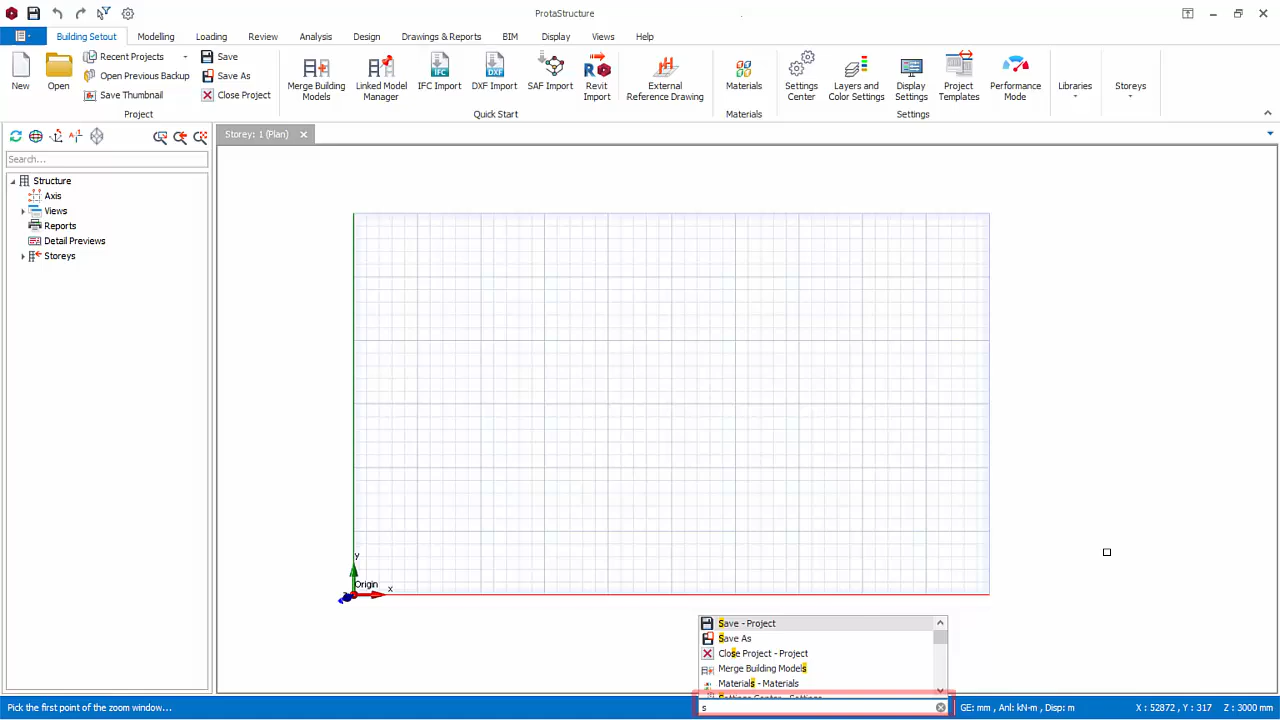 ProtaStructure
Building Setout Modelling Loading Review Analysis Design Drawings & Reports BIM Display Views Help
New
Open
Recent Projects
Open Previous Backup
Save Thumbnail
Save
Save As
Close Project
Project
Merge Building
Models
Linked Model
Manager
IFC Import
DXF Import
SAF Import
Revit
Import
External
Reference Drawing
Quick Start
Materials
Materials
Settings
Center
Layers and
Color Settings
Display
Settings
Project
Templates
Performance
Mode
Settings
Libraries
Storeys
Storey: 1 (Plan)
Search...
Structure
Axis
Views
Reports
Detail Previews
Storeys
y
Origin
x
Save - Project
Save As
Close Project - Project
Merge Building Models
Materials - Materials
Settings Center - Settings
s
Pick the first point of the zoom window...
GE: mm , Anl: kN-m , Disp: m
X : 52872 , Y : 317
Z : 3000 mm